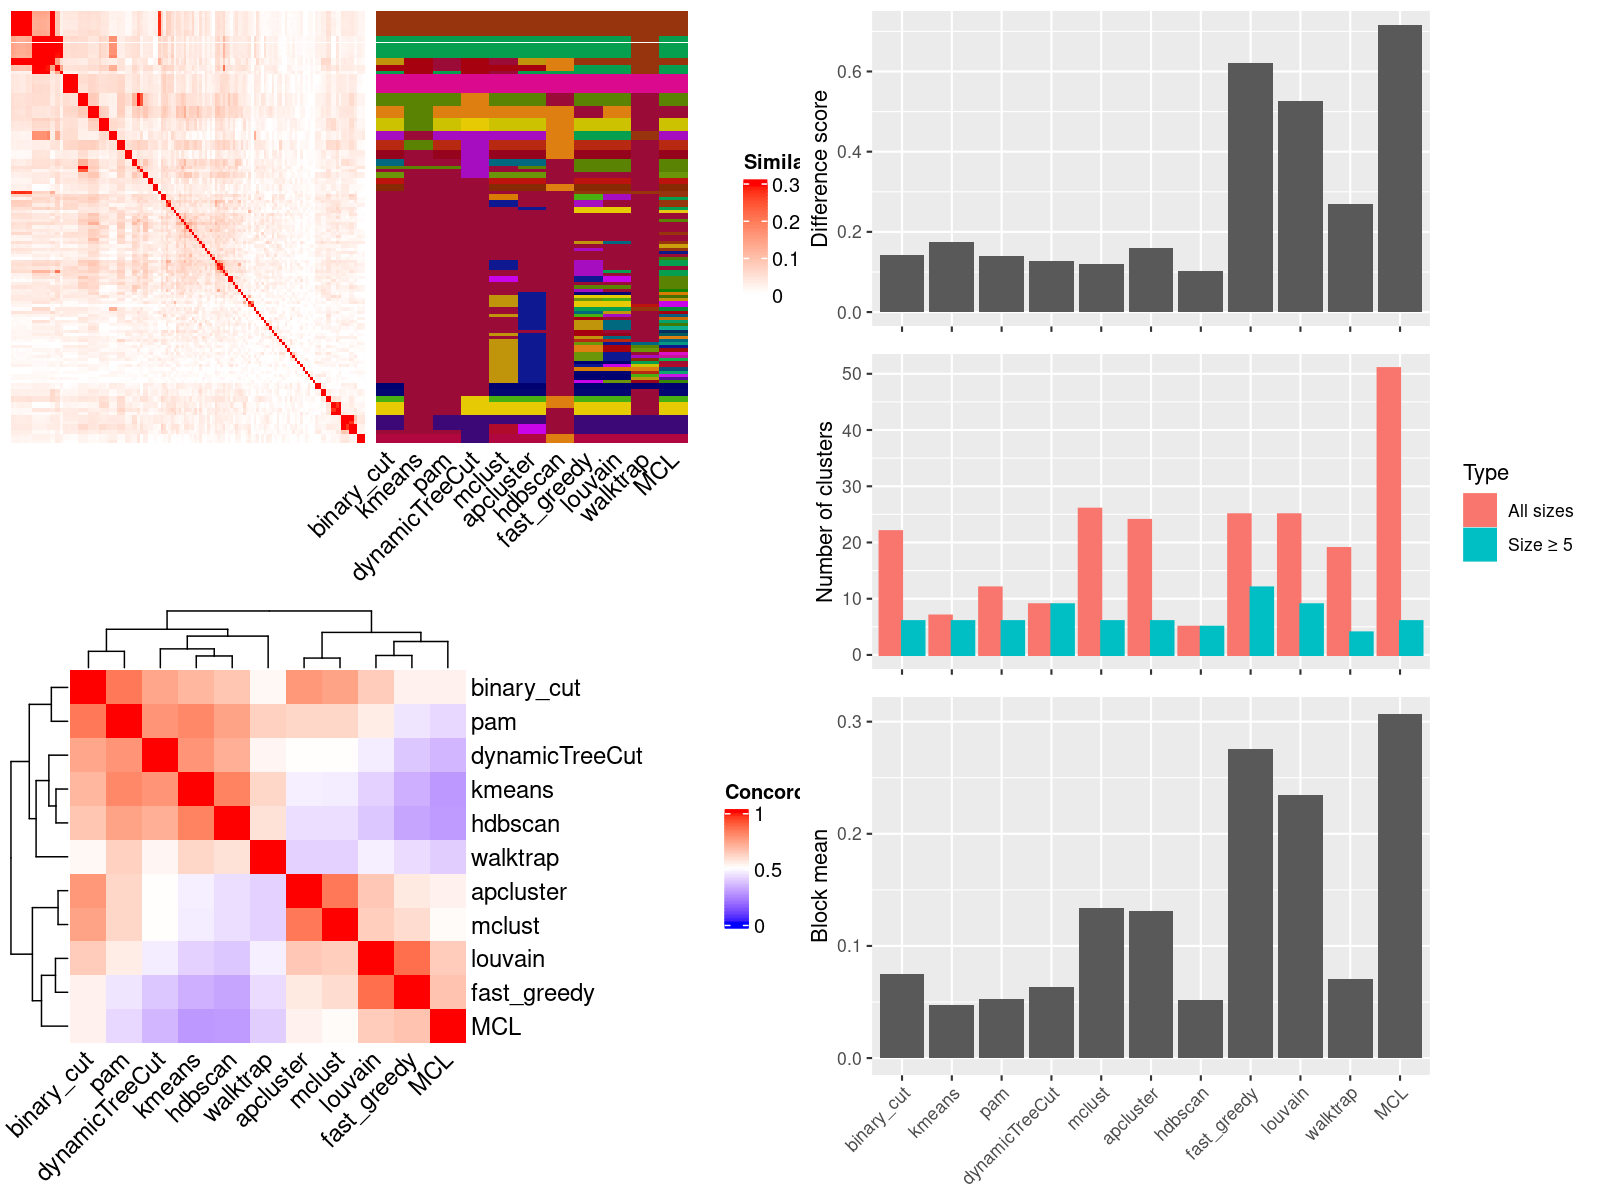 Simila
0.3
0.2
0.1
0
binary_cut
kmeans
pam
dynamicTreeCut
mclust
apcluster
hdbscan
fast_greedy
louvain
walktrap
MCL
binary_cut
pam
dynamicTreeCut
kmeans
hdbscan
walktrap
apcluster
mclust
louvain
fast_greedy
MCL
Concord
1
0.5
0
binary_cut
pam
dynamicTreeCut
kmeans
hdbscan
walktrap
apcluster
mclust
louvain
fast_greedy
MCL
Difference score
0.6
0.4
0.2
0.0
Number of clusters
50
40
30
20
10
0
Type
All sizes
Size ≥ 5
Block mean
0.3
0.2
0.1
0.0
binary_cut
kmeans
pam
dynamicTreeCut
mclust
apcluster
hdbscan
fast_greedy
louvain
walktrap
MCL